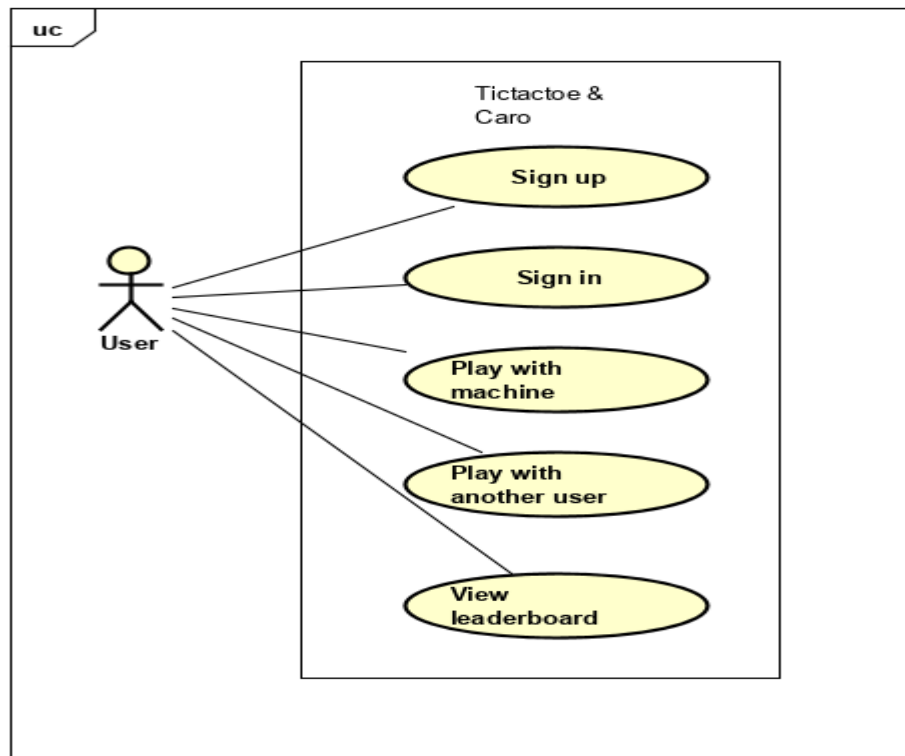 uc
Tictactoe &
Caro
Sign up
Sign in
User
Play with
machine
Play with
another user
View
leaderboard